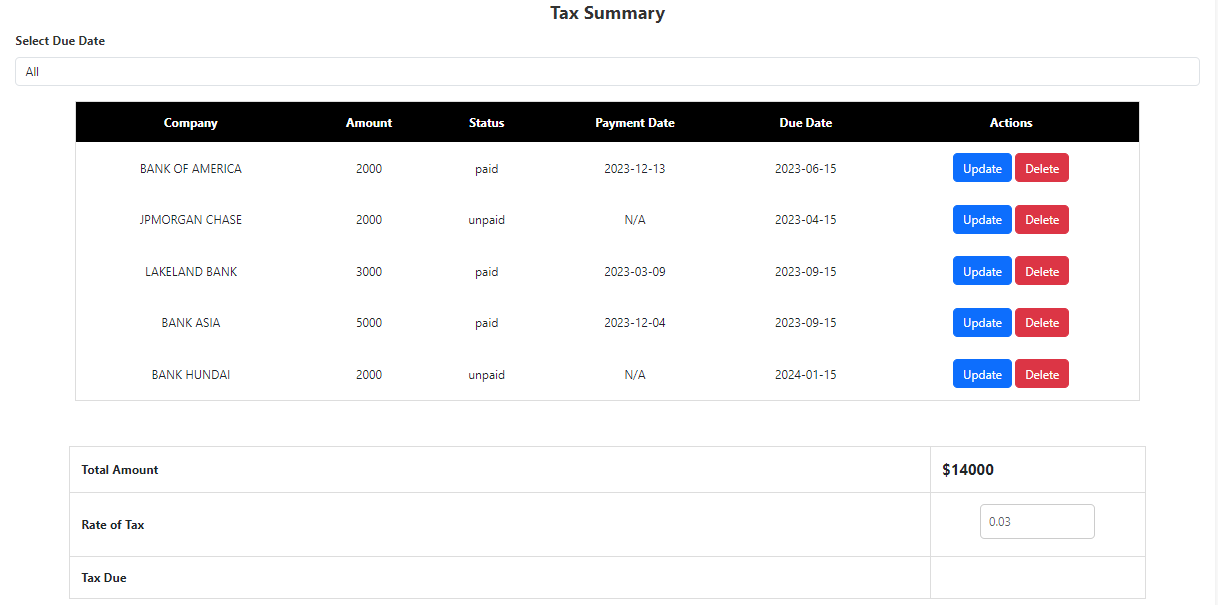 Tax Summary
Select Due Date
All
Company Amount Status Payment Date Due Date Actions
BANK OF AMERICA 2000 paid 2023-12-13 2023-06-15 Update Delete
JPMORGAN CHASE 2000 unpaid N/A 2023-04-15 Update Delete
LAKELAND BANK 3000 paid 2023-03-09 2023-09-15 Update Delete
BANK ASIA 5000 paid 2023-12-04 2023-09-15 Update Delete
BANK HUNDAI 2000 unpaid N/A 2024-01-15 Update Delete
Total Amount $14000
Rate of Tax 0.03
Tax Due